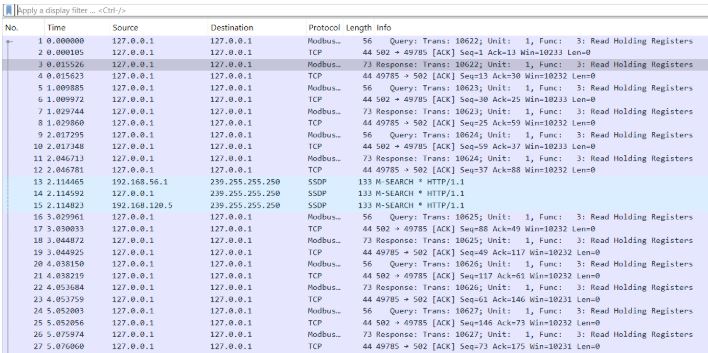 Apply a display filter ... <Ctrl-/>
No. Time Source Destination Protocol Length Info
1 0.000000 127.0.0.1 127.0.0.1 Modbus… 56 Query: Trans: 10622; Unit: 1, Func: 3: Read Holding Registers
2 0.000105 127.0.0.1 127.0.0.1 TCP 44 502 → 49785 [ACK] Seq=1 Ack=13 Win=10233 Len=0
3 0.015526 127.0.0.1 127.0.0.1 Modbus… 73 Response: Trans: 10622; Unit: 1, Func: 3: Read Holding Registers
4 0.015623 127.0.0.1 127.0.0.1 TCP 44 49785 → 502 [ACK] Seq=13 Ack=30 Win=10232 Len=0
5 1.009885 127.0.0.1 127.0.0.1 Modbus… 56 Query: Trans: 10623; Unit: 1, Func: 3: Read Holding Registers
6 1.009972 127.0.0.1 127.0.0.1 TCP 44 502 → 49785 [ACK] Seq=30 Ack=25 Win=10233 Len=0
7 1.029744 127.0.0.1 127.0.0.1 Modbus… 73 Response: Trans: 10623; Unit: 1, Func: 3: Read Holding Registers
8 1.029860 127.0.0.1 127.0.0.1 TCP 44 49785 → 502 [ACK] Seq=25 Ack=59 Win=10232 Len=0
9 2.017295 127.0.0.1 127.0.0.1 Modbus… 56 Query: Trans: 10624; Unit: 1, Func: 3: Read Holding Registers
10 2.017348 127.0.0.1 127.0.0.1 TCP 44 502 → 49785 [ACK] Seq=59 Ack=37 Win=10233 Len=0
11 2.046713 127.0.0.1 127.0.0.1 Modbus… 73 Response: Trans: 10624; Unit: 1, Func: 3: Read Holding Registers
12 2.046781 127.0.0.1 127.0.0.1 TCP 44 49785 → 502 [ACK] Seq=37 Ack=88 Win=10232 Len=0
13 2.114465 192.168.56.1 239.255.255.250 SSDP 133 M-SEARCH * HTTP/1.1
14 2.114592 127.0.0.1 239.255.255.250 SSDP 133 M-SEARCH * HTTP/1.1
15 2.114823 192.168.120.5 239.255.255.250 SSDP 133 M-SEARCH * HTTP/1.1
16 3.029961 127.0.0.1 127.0.0.1 Modbus… 56 Query: Trans: 10625; Unit: 1, Func: 3: Read Holding Registers
17 3.030033 127.0.0.1 127.0.0.1 TCP 44 502 → 49785 [ACK] Seq=88 Ack=49 Win=10232 Len=0
18 3.044872 127.0.0.1 127.0.0.1 Modbus… 73 Response: Trans: 10625; Unit: 1, Func: 3: Read Holding Registers
19 3.044925 127.0.0.1 127.0.0.1 TCP 44 49785 → 502 [ACK] Seq=49 Ack=117 Win=10232 Len=0
20 4.038150 127.0.0.1 127.0.0.1 Modbus… 56 Query: Trans: 10626; Unit: 1, Func: 3: Read Holding Registers
21 4.038219 127.0.0.1 127.0.0.1 TCP 44 502 → 49785 [ACK] Seq=117 Ack=61 Win=10232 Len=0
22 4.053684 127.0.0.1 127.0.0.1 Modbus… 73 Response: Trans: 10626; Unit: 1, Func: 3: Read Holding Registers
23 4.053759 127.0.0.1 127.0.0.1 TCP 44 49785 → 502 [ACK] Seq=61 Ack=146 Win=10231 Len=0
24 5.052003 127.0.0.1 127.0.0.1 Modbus… 56 Query: Trans: 10627; Unit: 1, Func: 3: Read Holding Registers
25 5.052056 127.0.0.1 127.0.0.1 TCP 44 502 → 49785 [ACK] Seq=146 Ack=73 Win=10232 Len=0
26 5.075974 127.0.0.1 127.0.0.1 Modbus… 73 Response: Trans: 10627; Unit: 1, Func: 3: Read Holding Registers
27 5.076060 127.0.0.1 127.0.0.1 TCP 44 49785 → 502 [ACK] Seq=73 Ack=175 Win=10231 Len=0